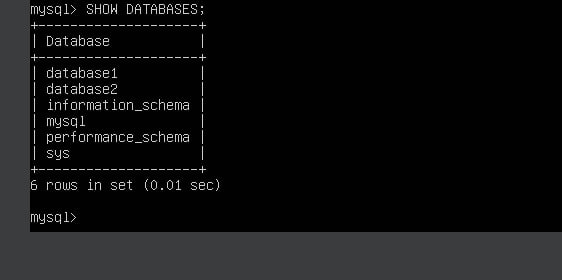 mysql> SHOW DATABASES;
+--------------------+
| Database           |
+--------------------+
| database1          |
| database2          |
| information_schema |
| mysql              |
| performance_schema |
| sys                |
+--------------------+
6 rows in set (0.01 sec)
mysql>